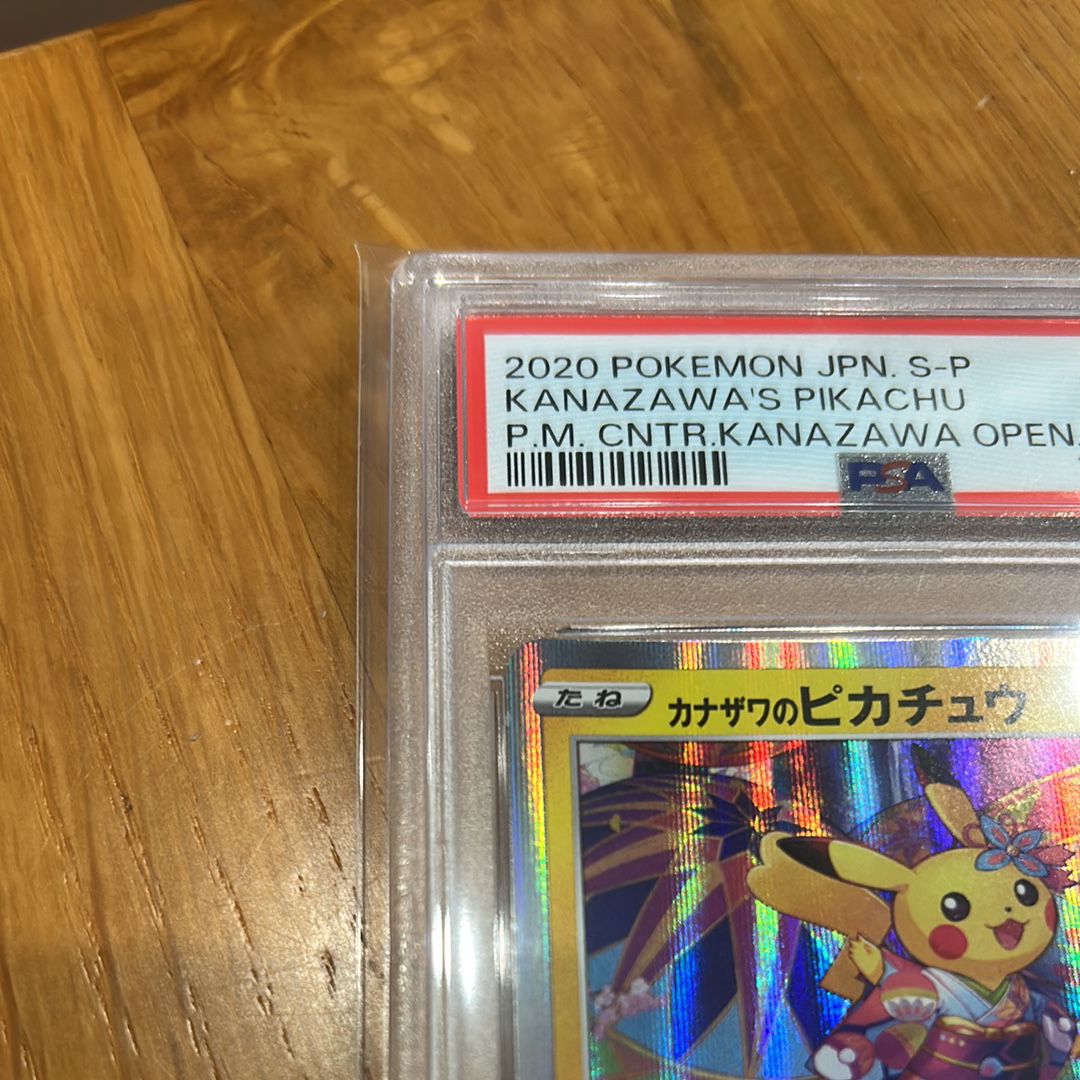 2020 POKEMON JPN. S-P
KANAZAWA'S PIKACHU
P.M. CNTR.KANAZAWA OPEN.
PSA
たね
カナザワのピカチュウ